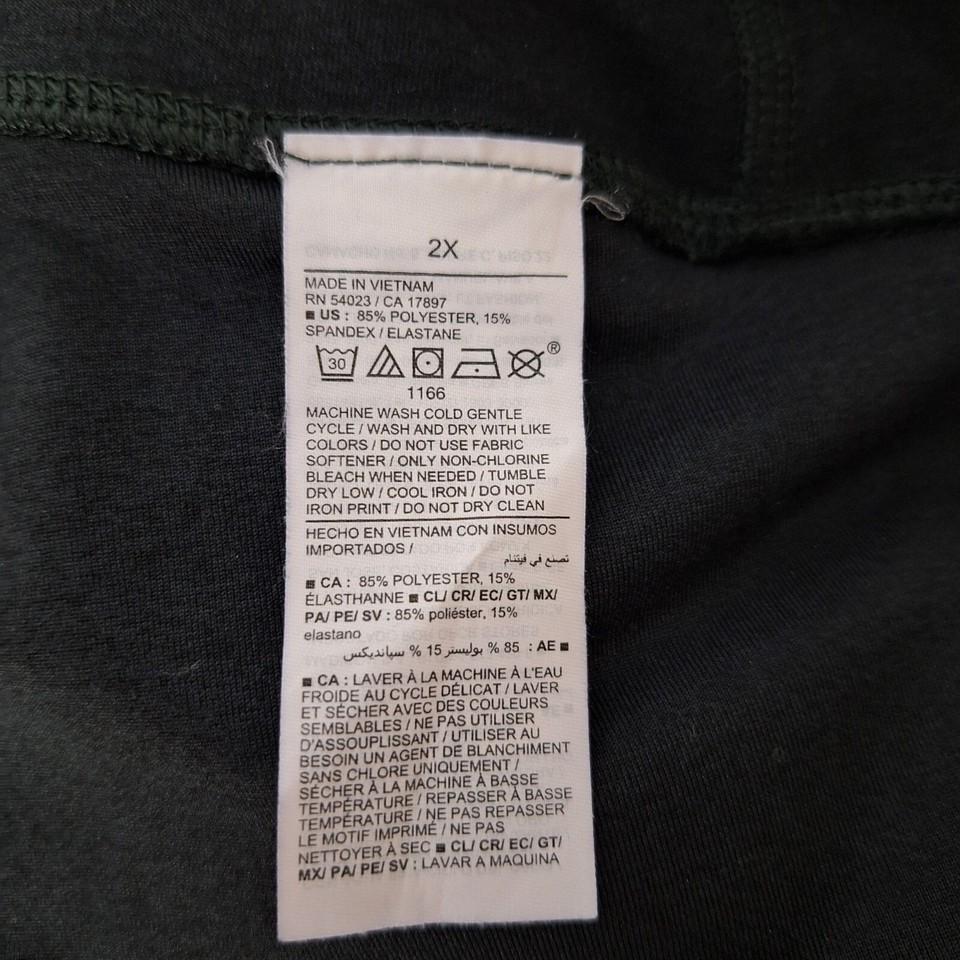 2X
MADE IN VIETNAM
RN 54023 / CA 17897
■ US : 85% POLYESTER, 15%
SPANDEX / ELASTANE
30 ®
1166
MACHINE WASH COLD GENTLE
CYCLE / WASH AND DRY WITH LIKE
COLORS / DO NOT USE FABRIC
SOFTENER / ONLY NON-CHLORINE
BLEACH WHEN NEEDED / TUMBLE
DRY LOW / COOL IRON / DO NOT
IRON PRINT / DO NOT DRY CLEAN
HECHO EN VIETNAM CON INSUMOS
IMPORTADOS /
تصنع في فيتنام
■ CA : 85% POLYESTER, 15%
ÉLASTHANNE ■ CL/ CR/ EC/ GT/ MX/
PA/ PE/ SV : 85% poliéster, 15%
elastano
■ AE : 85 % بوليستر 15 % سپانديكس
■ CA : LAVER À LA MACHINE À L'EAU
FROIDE AU CYCLE DÉLICAT / LAVER
ET SÉCHER AVEC DES COULEURS
SEMBLABLES / NE PAS UTILISER
D'ASSOUPLISSANT / UTILISER AU
BESOIN UN AGENT DE BLANCHIMENT
SANS CHLORE UNIQUEMENT /
SÉCHER À LA MACHINE À BASSE
TEMPÉRATURE / REPASSER À BASSE
TEMPÉRATURE / NE PAS REPASSER
LE MOTIF IMPRIMÉ / NE PAS
NETTOYER À SEC ■ CL/ CR/ EC/ GT/
MX/ PA/ PE/ SV : LAVAR A MAQUINA